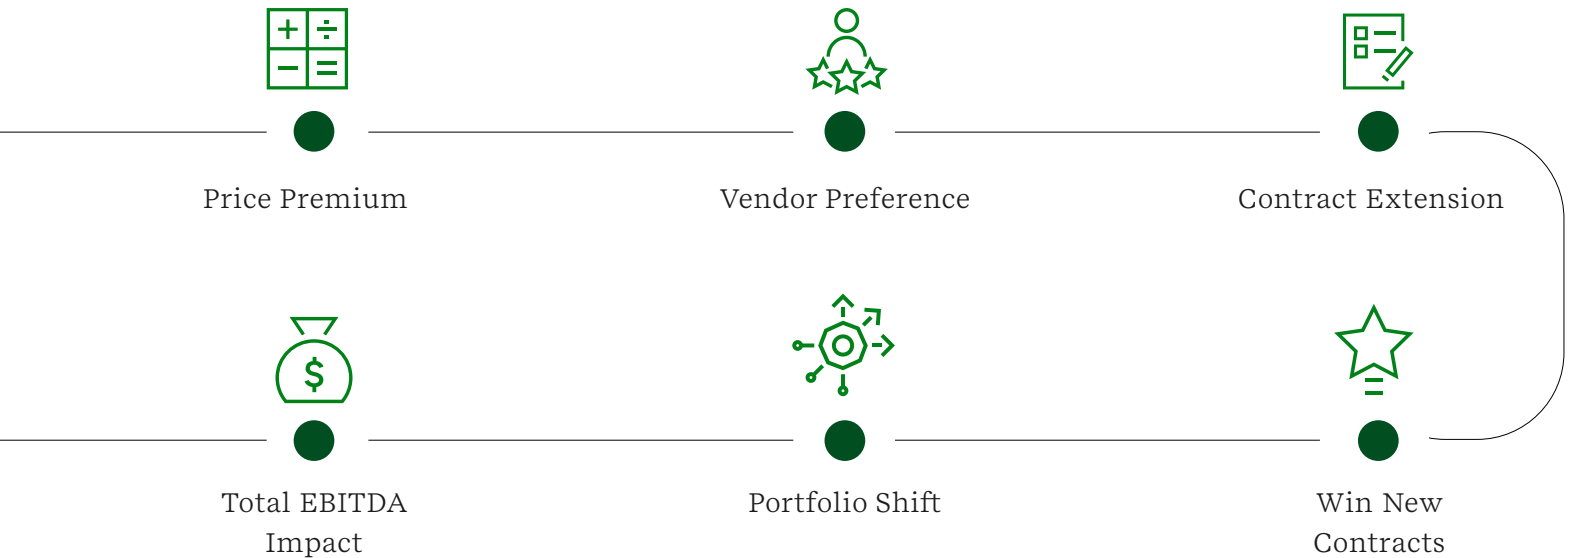 Price Premium
Vendor Preference
Contract Extension
$
Total EBITDA
Impact
Portfolio Shift
Win New
Contracts